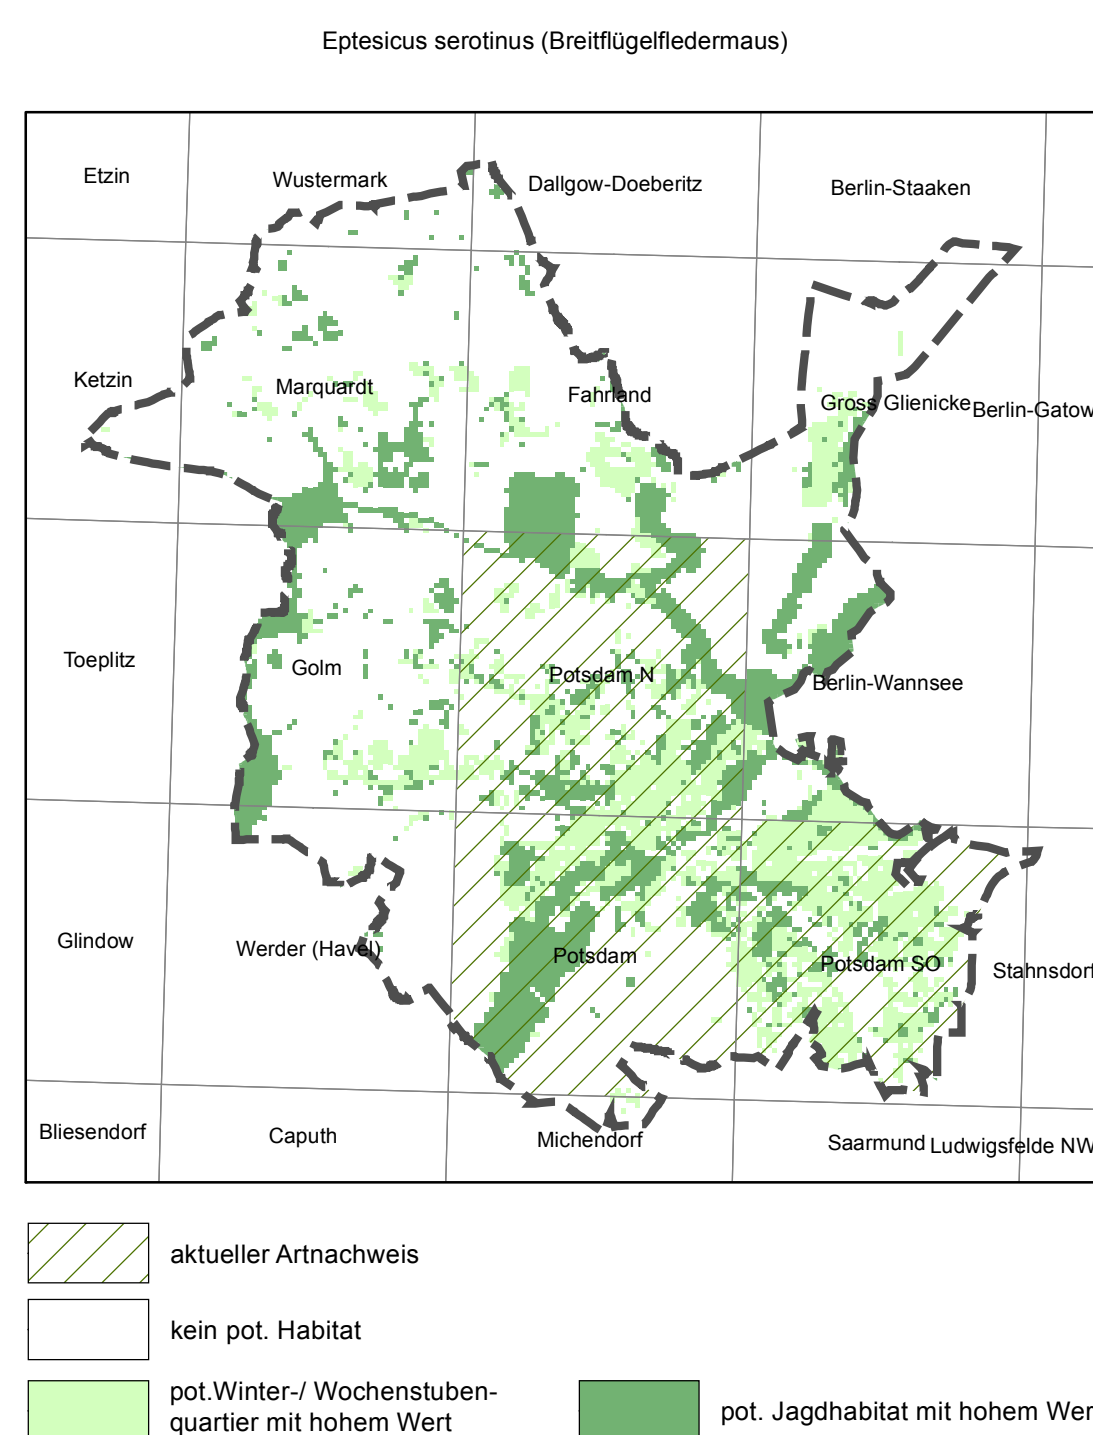 Eptesicus serotinus (Breitflügelfledermaus)
Etzin
Wustermark
Dallgow-Doeberitz
Berlin-Staaken
Ketzin
Marquardt
Fahrland
Gross Glienicke
Berlin-Gatow
Toeplitz
Golm
Potsdam N
Berlin-Wannsee
Glindow
Werder (Havel)
Potsdam
Potsdam SO
Stahnsdorf
Bliesendorf
Caputh
Michendorf
Saarmund
Ludwigsfelde NW
aktueller Artnachweis
kein pot. Habitat
pot.Winter-/ Wochenstuben-
quartier mit hohem Wert
pot. Jagdhabitat mit hohem Wer